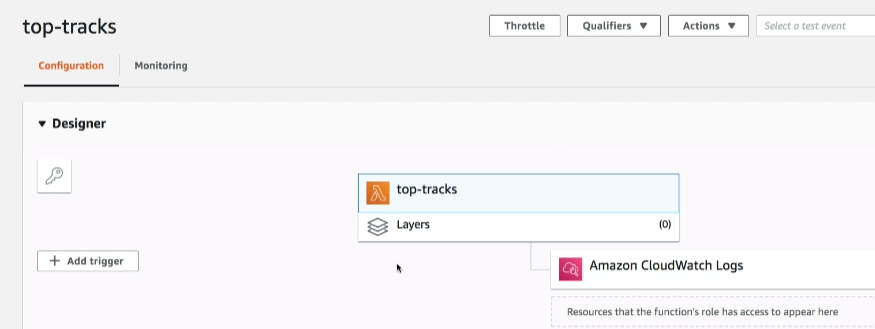 top-tracks
Throttle
Qualifiers
Actions
Select a test event
Configuration
Monitoring
Designer
top-tracks
Layers
(0)
Add trigger
Amazon CloudWatch Logs
Resources that the function's role has access to appear here